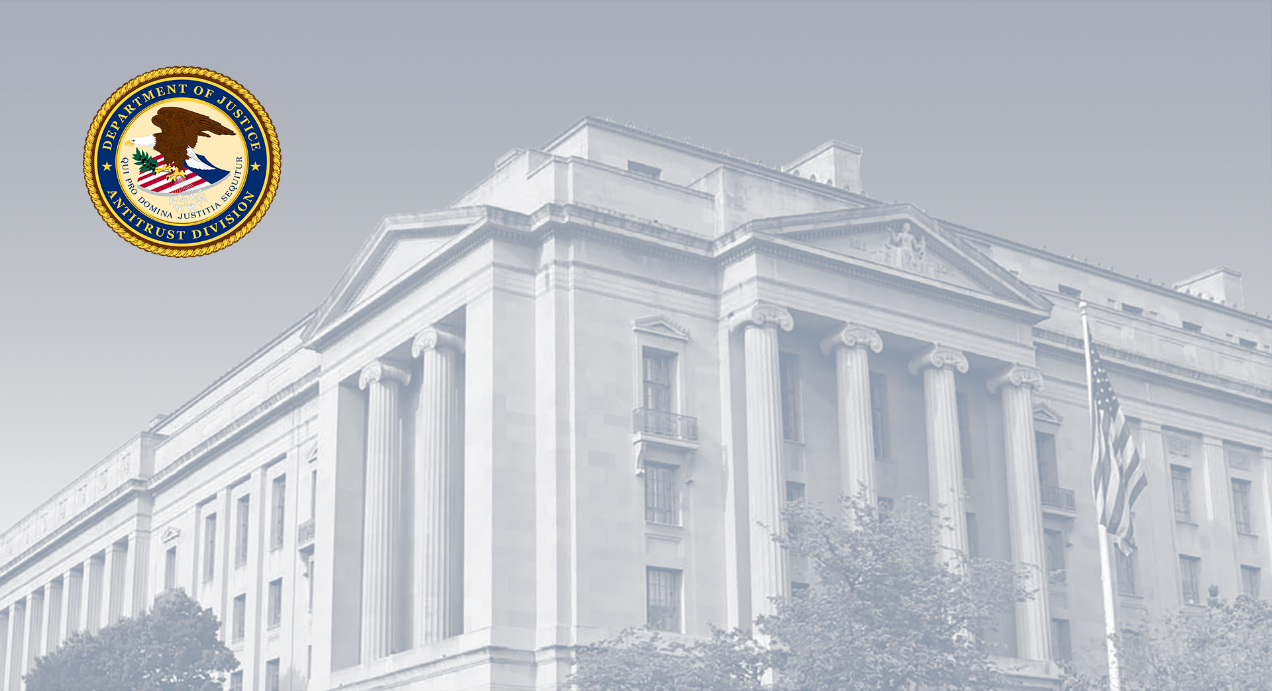 DEPARTMENT OF JUSTICE
QUI PRO DOMINA JUSTITIA SEQUITUR
ANTITRUST DIVISION